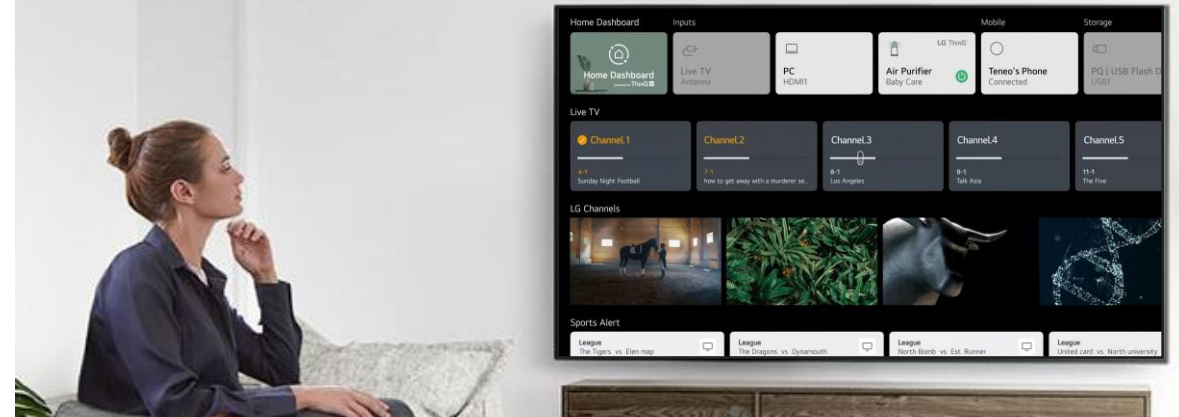 Home Dashboard Inputs Mobile Storage
Home Dashboard
ThinQ
Live TV
Antenna
PC
HDMI1
LG ThinQ
Air Purifier
Baby Care
Teneo's Phone
Connected
PQ | USB Flash D
USB1
Live TV
Channel.1
4-1
Sunday Night Football
Channel.2
7-1
how to get away with a murderer se...
Channel.3
8-1
Los Angeles
Channel.4
9-1
Talk Asia
Channel.5
11-1
The Five
LG Channels
Sports Alert
League
The Tigers vs Elen map
League
The Dragons vs Dynamouth
League
North Bomb vs Est. Runner
League
United card vs North university